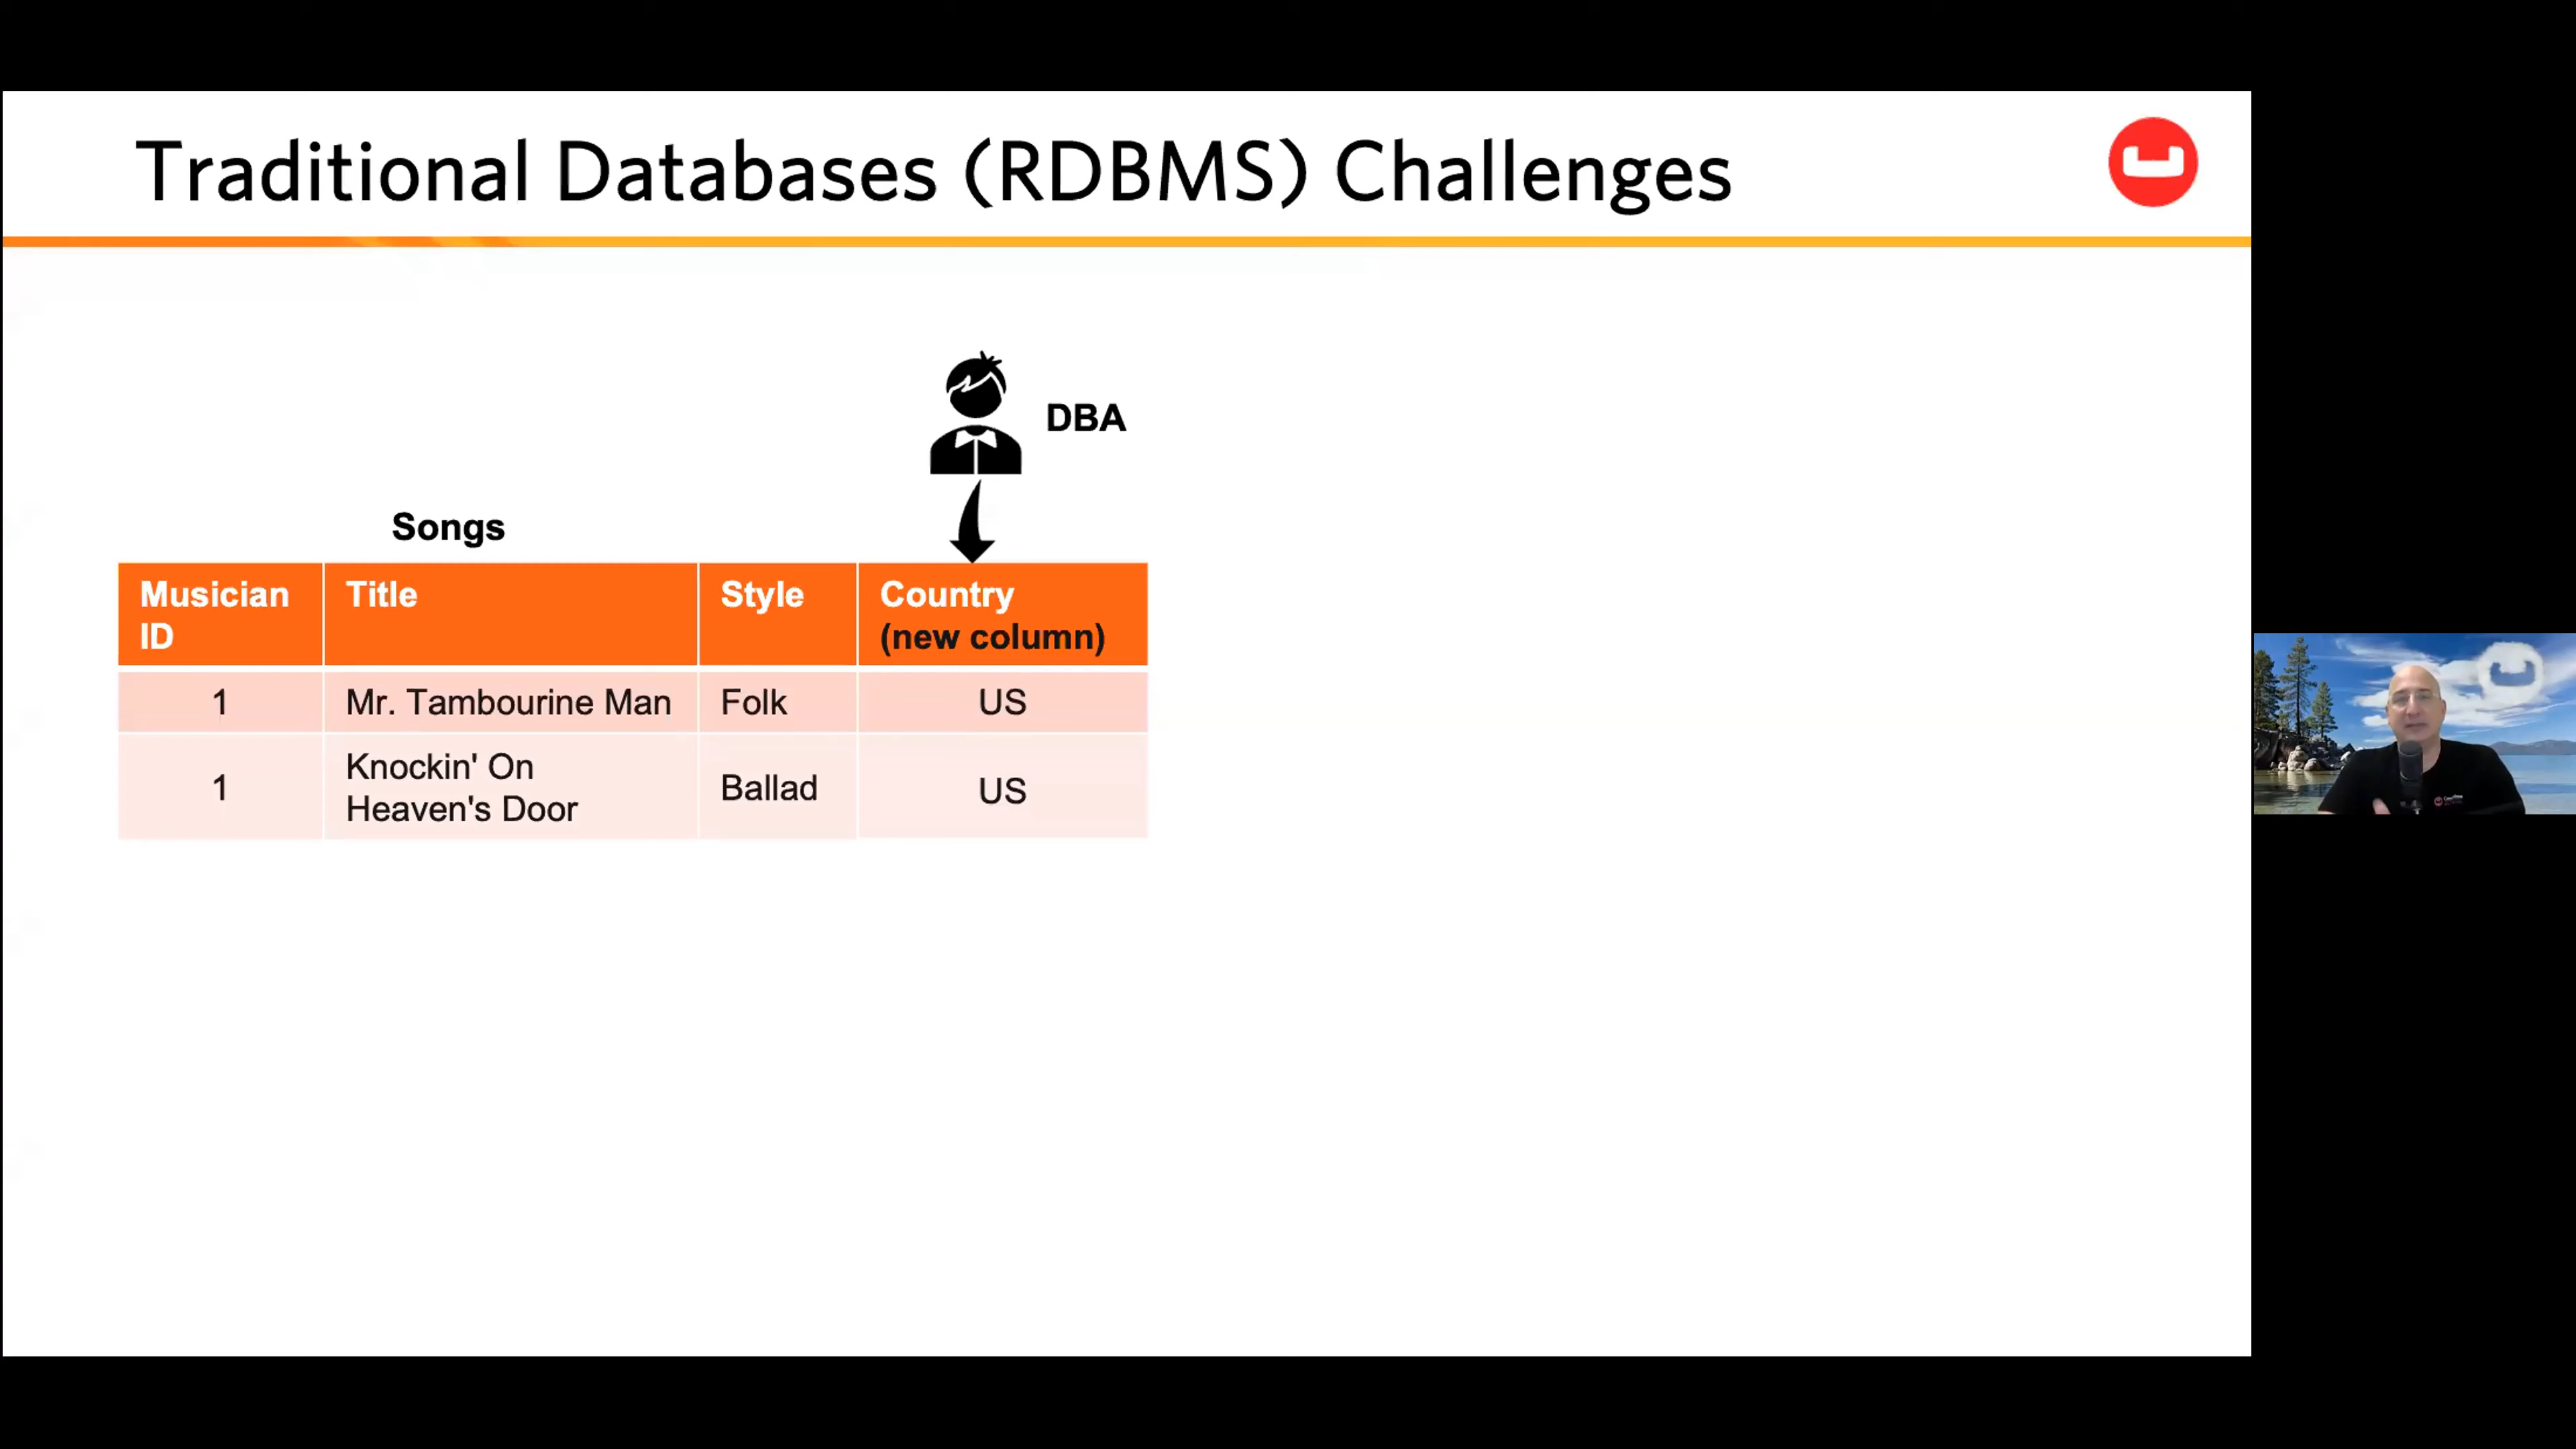 Traditional Databases (RDBMS) Challenges
DBA
Songs
Musician ID Title Style Country (new column)
1 Mr. Tambourine Man Folk US
1 Knockin' On Heaven's Door Ballad US